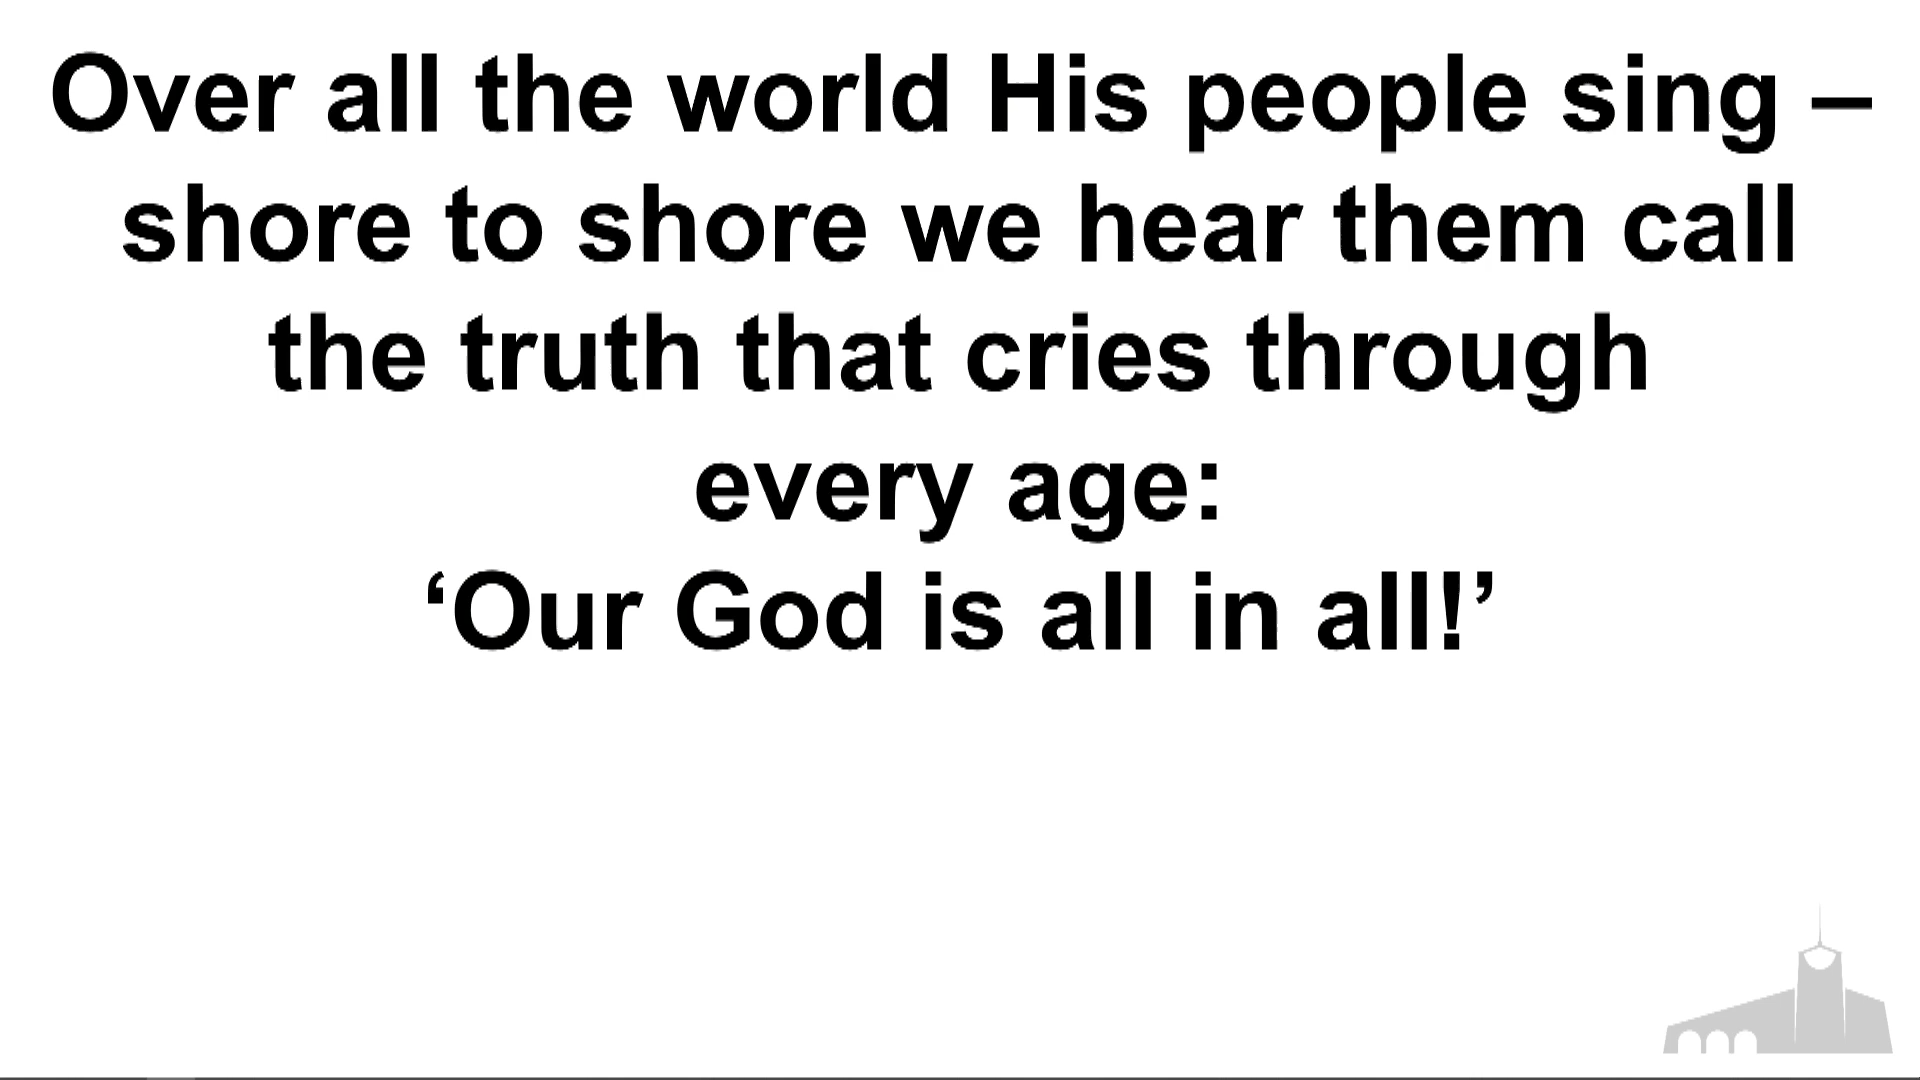 Over all the world His people sing –
shore to shore we hear them call
the truth that cries through
every age:
‘Our God is all in all!’